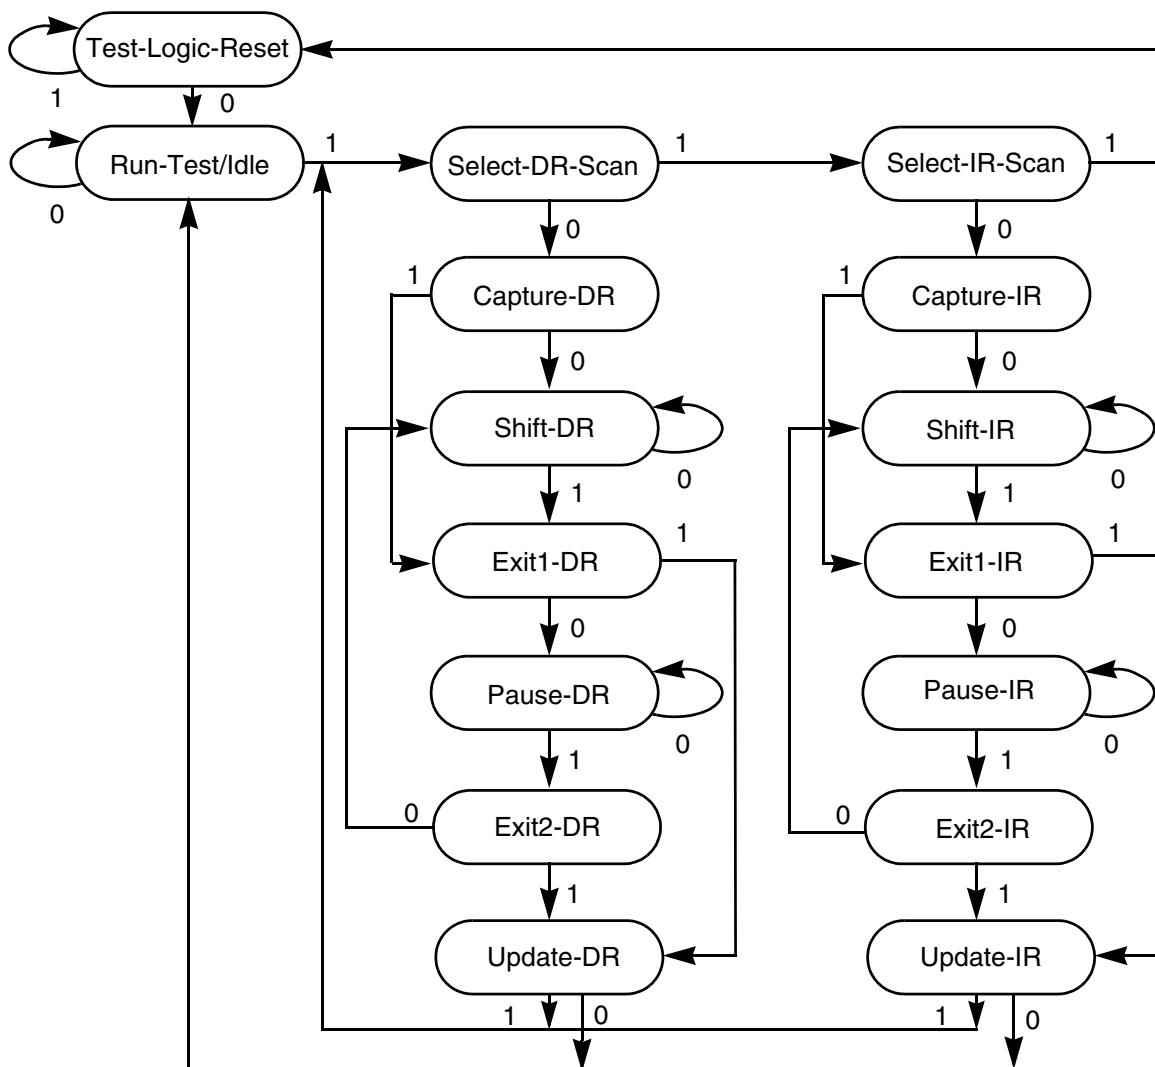 Test-Logic-Reset
1 0
Run-Test/Idle 1 Select-DR-Scan 1 Select-IR-Scan 1
0 0 0
1 Capture-DR 1 Capture-IR
0 0
Shift-DR Shift-IR
0 0
1 1
Exit1-DR 1 Exit1-IR 1
0 0
Pause-DR Pause-IR
0 0
1 1
0 Exit2-DR 0 Exit2-IR
1 1
Update-DR Update-IR
1 0 1 0